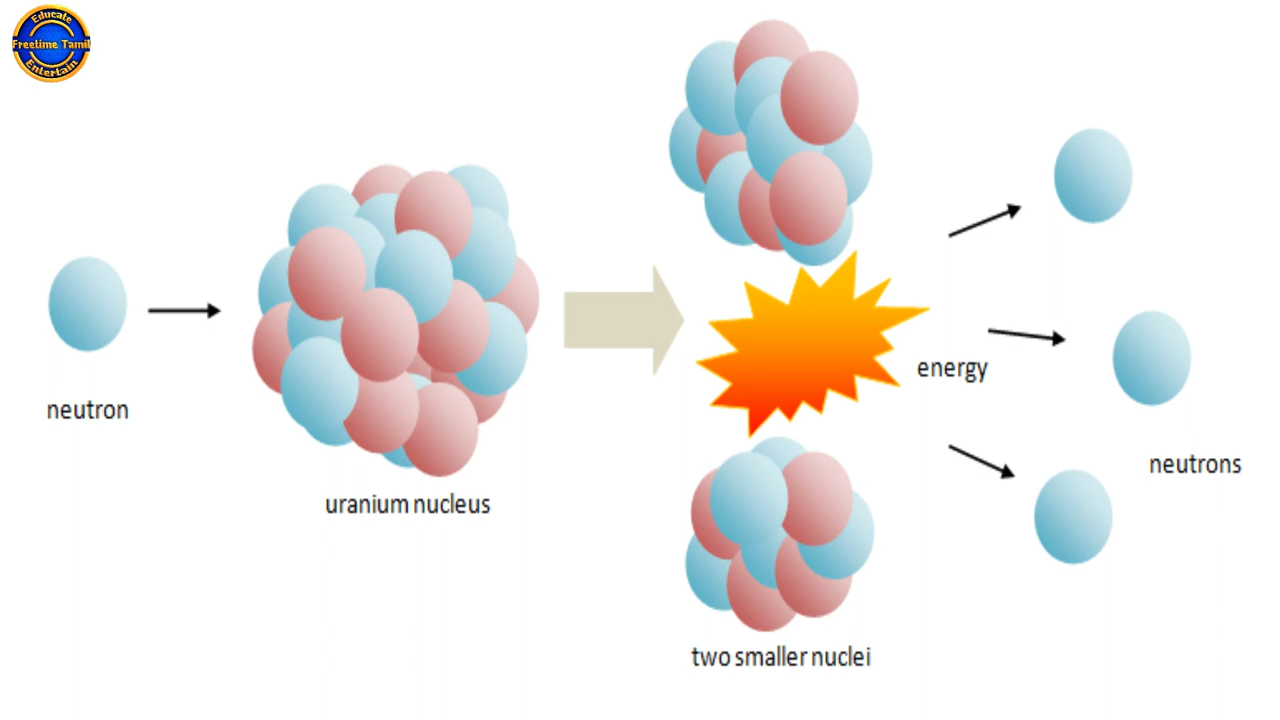 Educate
Freetime Tamil
Entertain
neutron
uranium nucleus
energy
neutrons
two smaller nuclei